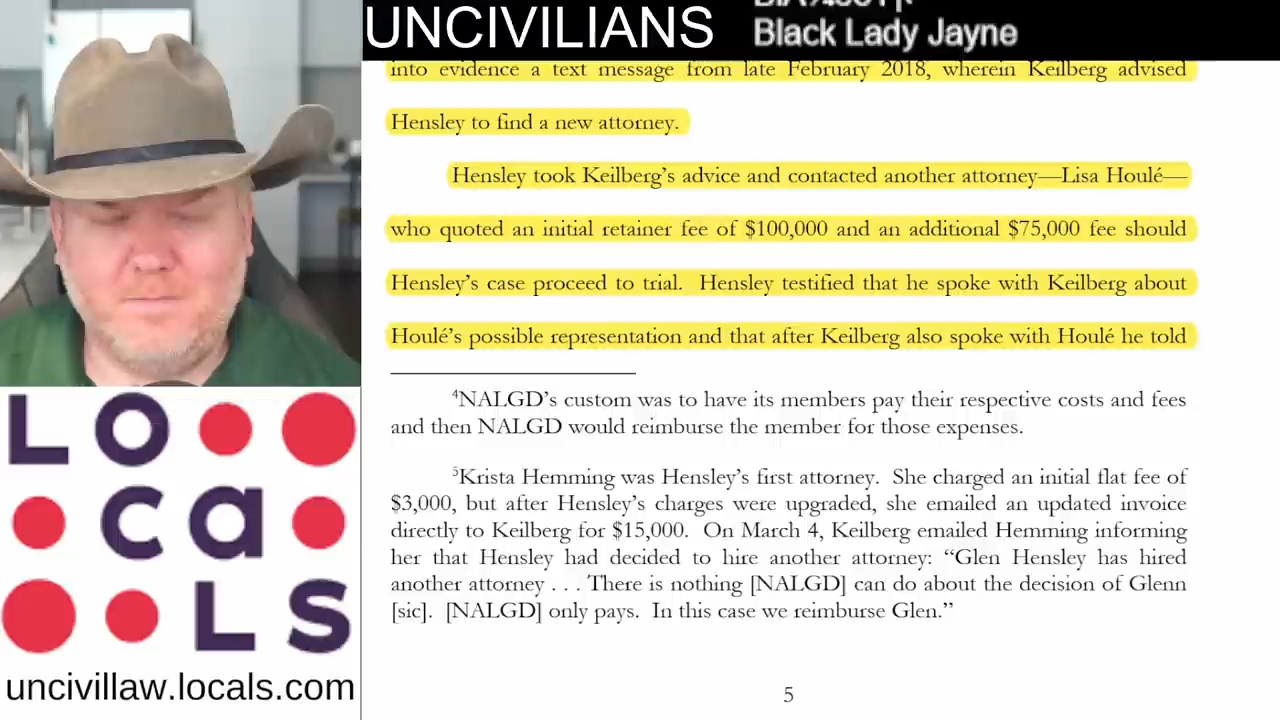 UNCIVILIANS
Black Lady Jayne
into evidence a text message from late February 2018, wherein Keilberg advised
Hensley to find a new attorney.
Hensley took Keilberg’s advice and contacted another attorney—Lisa Houlé—
who quoted an initial retainer fee of $100,000 and an additional $75,000 fee should
Hensley’s case proceed to trial. Hensley testified that he spoke with Keilberg about
Houlé’s possible representation and that after Keilberg also spoke with Houlé he told
⁴NALGD’s custom was to have its members pay their respective costs and fees
and then NALGD would reimburse the member for those expenses.
⁵Krista Hemming was Hensley’s first attorney. She charged an initial flat fee of
$3,000, but after Hensley’s charges were upgraded, she emailed an updated invoice
directly to Keilberg for $15,000. On March 4, Keilberg emailed Hemming informing
her that Hensley had decided to hire another attorney: “Glen Hensley has hired
another attorney . . . There is nothing [NALGD] can do about the decision of Glenn
[sic]. [NALGD] only pays. In this case we reimburse Glen.”
5
LOcaLS
uncivillaw.locals.com